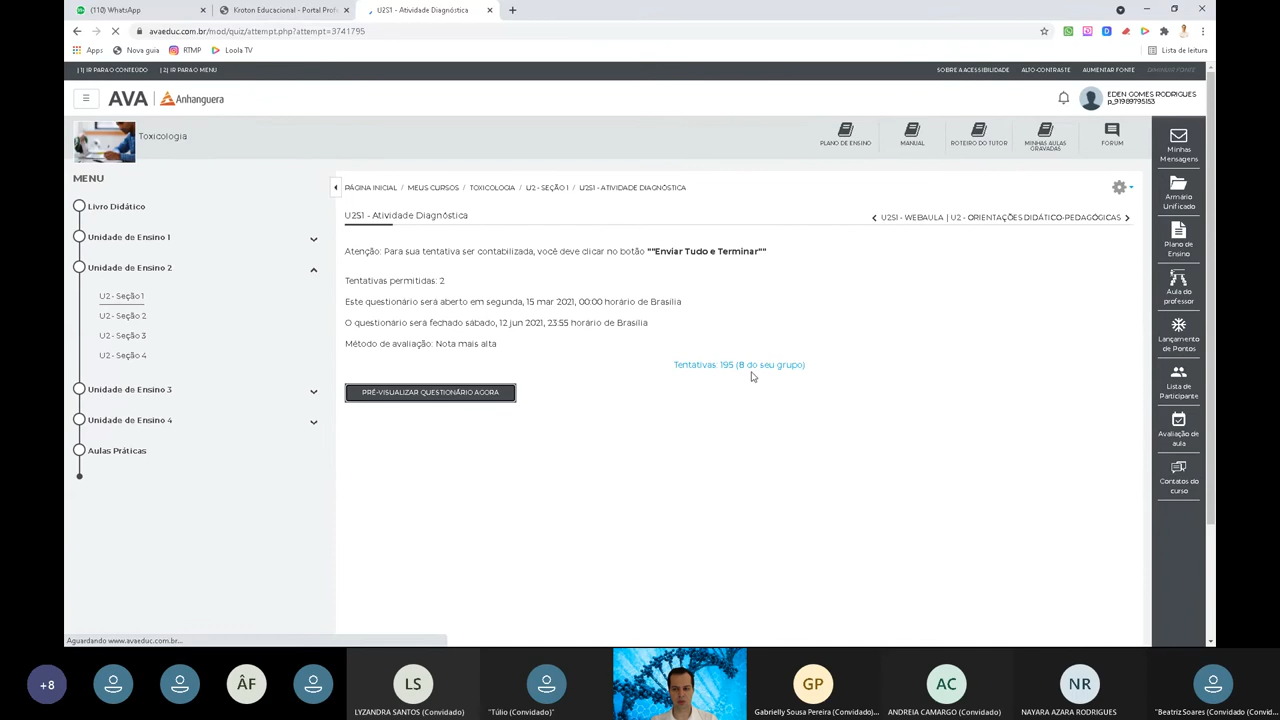 (110) WhatsApp
Kroton Educacional - Portal Profe
U2S1 - Atividade Diagnóstica
avaeduc.com.br/mod/quiz/attempt.php?attempt=3741795
Apps
Nova guia
RTMP
Loola TV
Lista de leitura
| 1| IR PARA O CONTEÚDO
| 2| IR PARA O MENU
SOBRE A ACESSIBILIDADE
ALTO CONTRASTE
AUMENTAR FONTE
DIMINUIR FONTE
AVA | Anhanguera
EDEN GOMES RODRIGUES
p_91989795153
Toxicologia
PLANO DE ENSINO
MANUAL
ROTEIRO DO TUTOR
MINHAS AULAS GRAVADAS
FORUM
MENU
Livro Didático
Unidade de Ensino 1
Unidade de Ensino 2
U2 - Seção 1
U2 - Seção 2
U2 - Seção 3
U2 - Seção 4
Unidade de Ensino 3
Unidade de Ensino 4
Aulas Práticas
PÁGINA INICIAL / MEUS CURSOS / TOXICOLOGIA / U2 - SEÇÃO 1 / U2S1 - ATIVIDADE DIAGNÓSTICA
U2S1 - Atividade Diagnóstica
U2S1 - WEBAULA | U2 - ORIENTAÇÕES DIDÁTICO-PEDAGÓGICAS
Atenção: Para sua tentativa ser contabilizada, você deve clicar no botão ""Enviar Tudo e Terminar""
Tentativas permitidas: 2
Este questionário será aberto em segunda, 15 mar 2021, 00:00 horário de Brasília
O questionário será fechado sábado, 12 jun 2021, 23:55 horário de Brasília
Método de avaliação: Nota mais alta
Tentativas: 195 (8 do seu grupo)
PRÉ-VISUALIZAR QUESTIONÁRIO AGORA
Minhas
Mensagens
Armário
Unificado
Plano de
Ensino
Aula do
professor
Lançamento
de Pontos
Lista de
Participante
Avaliação de
aula
Contatos do
curso
Aguardando www.avaeduc.com.br...
+8
ÂF
LS
GP
AC
NR
LYZANDRA SANTOS (Convidado)
"Túlio (Convidado)"
Gabrielly Sousa Pereira (Convidado)...
ANDREIA CAMARGO (Convidado)
NAYARA AZARA RODRIGUES
"Beatriz Soares (Convidado (Convid...